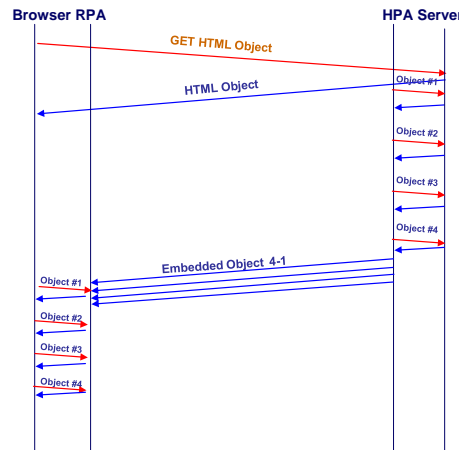 Browser RPA HPA Server
GET HTML Object
Object #1
HTML Object
Object #2
Object #3
Object #4
Embedded Object 4-1
Object #1
Object #2
Object #3
Object #4